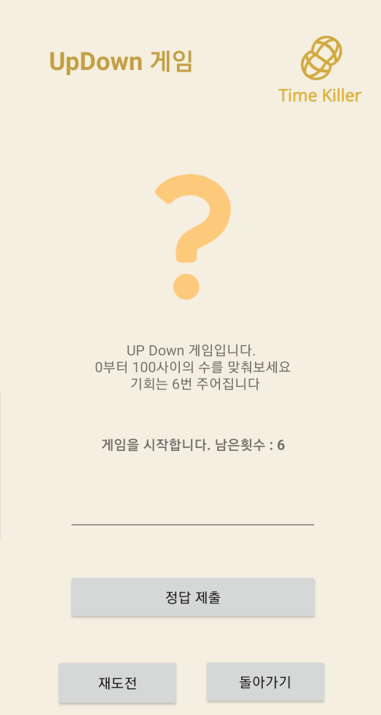 UpDown 게임
Time Killer
?
UP Down 게임입니다.
0부터 100사이의 수를 맞춰보세요
기회는 6번 주어집니다
게임을 시작합니다. 남은횟수 : 6
정답 제출
재도전
돌아가기